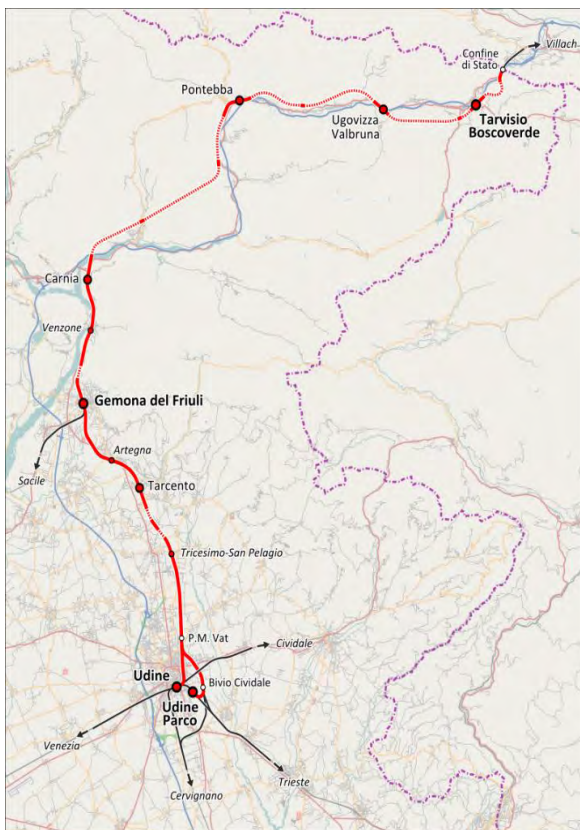 Villach
Confine
di Stato
Pontebba
Ugovizza
Valbruna
Tarvisio
Boscoverde
Carnia
Venzone
Gemona del Friuli
Sacile
Artegna
Tarcento
Tricesimo-San Pelagio
P.M. Vat
Cividale
Udine
Bivio Cividale
Udine
Parco
Venezia
Trieste
Cervignano